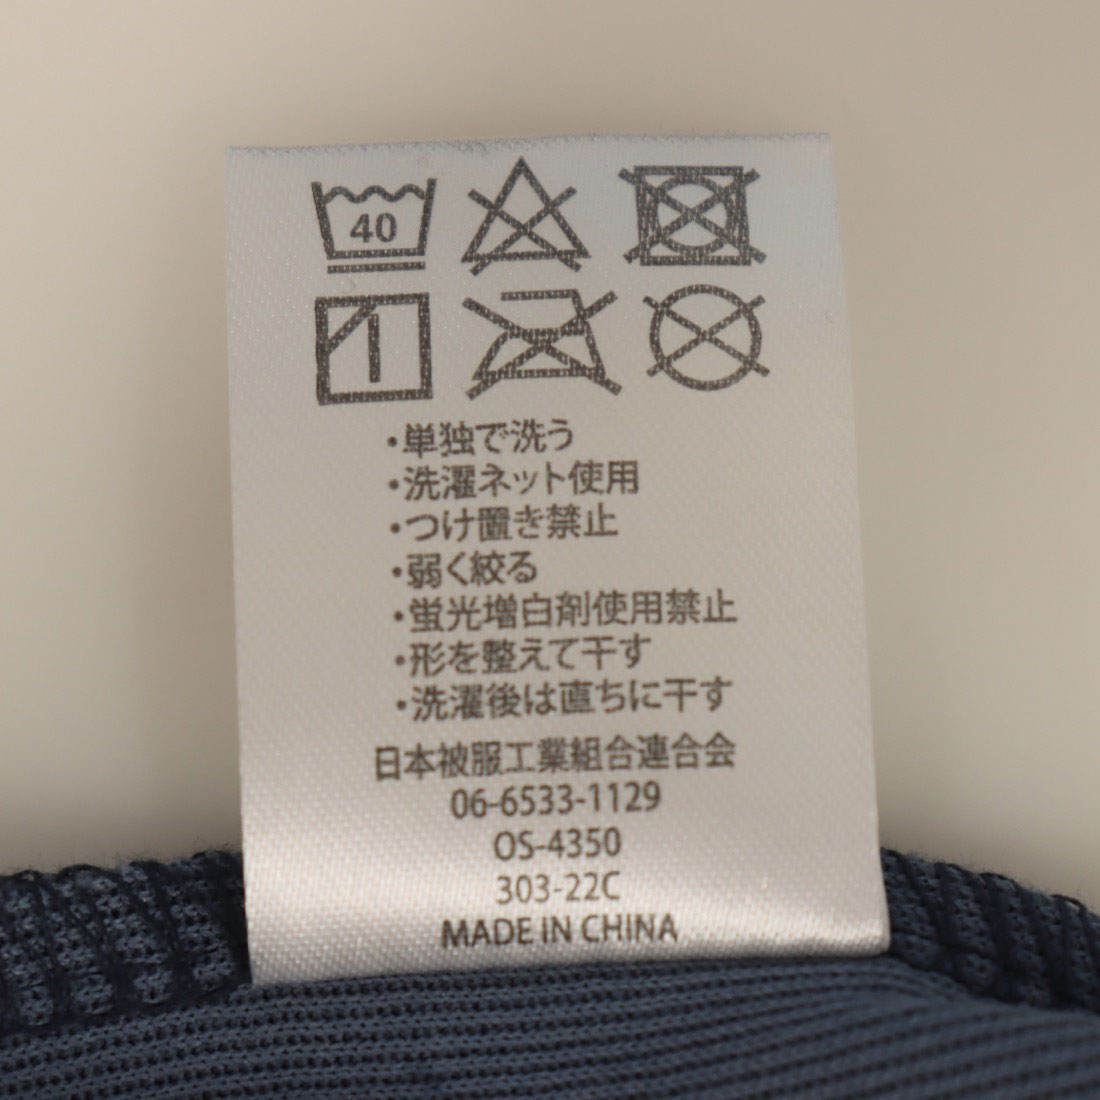 40
・単独で洗う
・洗濯ネット使用
・つけ置き禁止
・弱く絞る
・蛍光増白剤使用禁止
・形を整えて干す
・洗濯後は直ちに干す
日本被服工業組合連合会
06-6533-1129
OS-4350
303-22C
MADE IN CHINA